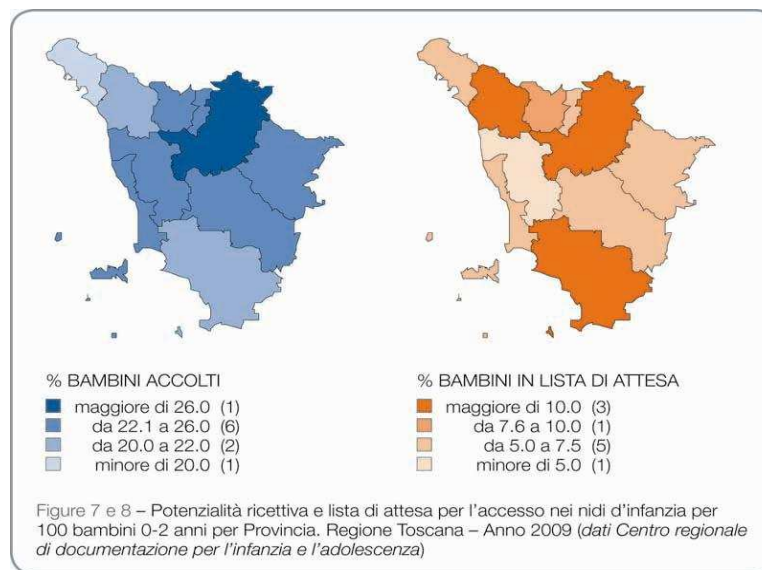 % BAMBINI ACCOLTI
maggiore di 26.0 (1)
da 22.1 a 26.0 (6)
da 20.0 a 22.0 (2)
minore di 20.0 (1)
% BAMBINI IN LISTA DI ATTESA
maggiore di 10.0 (3)
da 7.6 a 10.0 (1)
da 5.0 a 7.5 (5)
minore di 5.0 (1)
Figure 7 e 8 – Potenzialità ricettiva e lista di attesa per l'accesso nei nidi d'infanzia per
100 bambini 0-2 anni per Provincia. Regione Toscana – Anno 2009 (dati Centro regionale
di documentazione per l'infanzia e l'adolescenza)